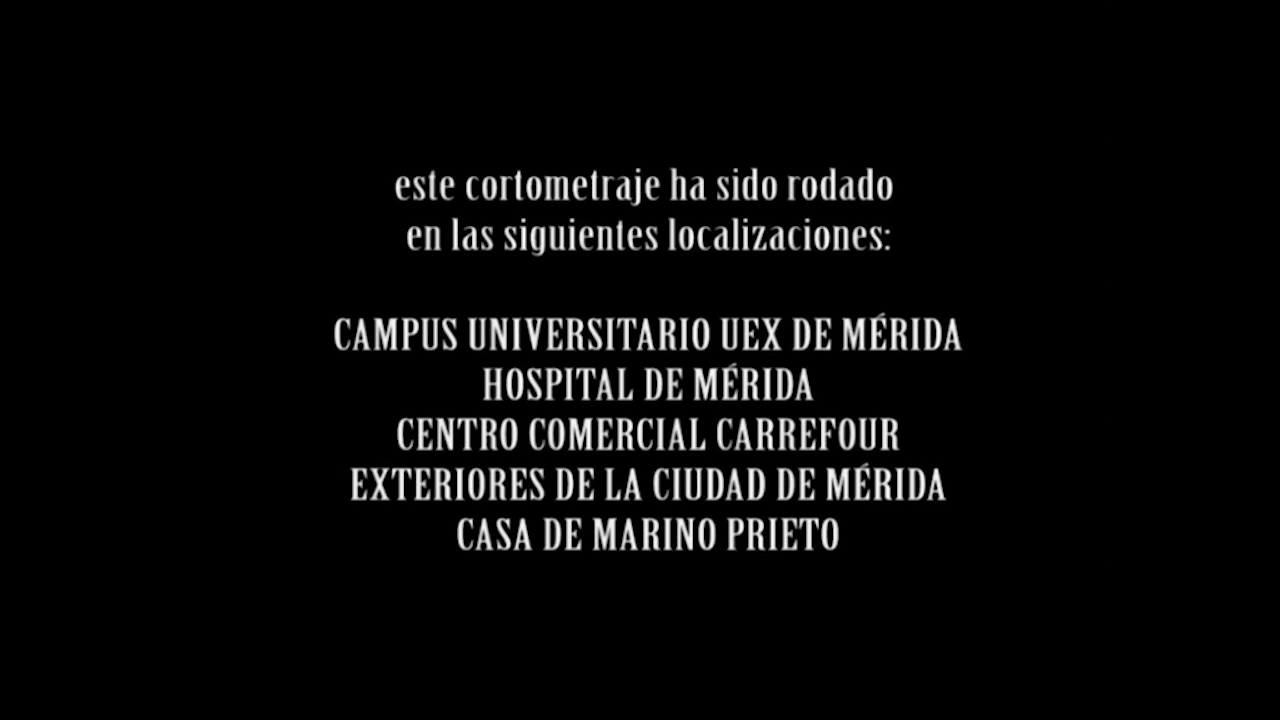 este cortometraje ha sido rodado
en las siguientes localizaciones:
CAMPUS UNIVERSITARIO UEX DE MÉRIDA
HOSPITAL DE MÉRIDA
CENTRO COMERCIAL CARREFOUR
EXTERIORES DE LA CIUDAD DE MÉRIDA
CASA DE MARINO PRIETO